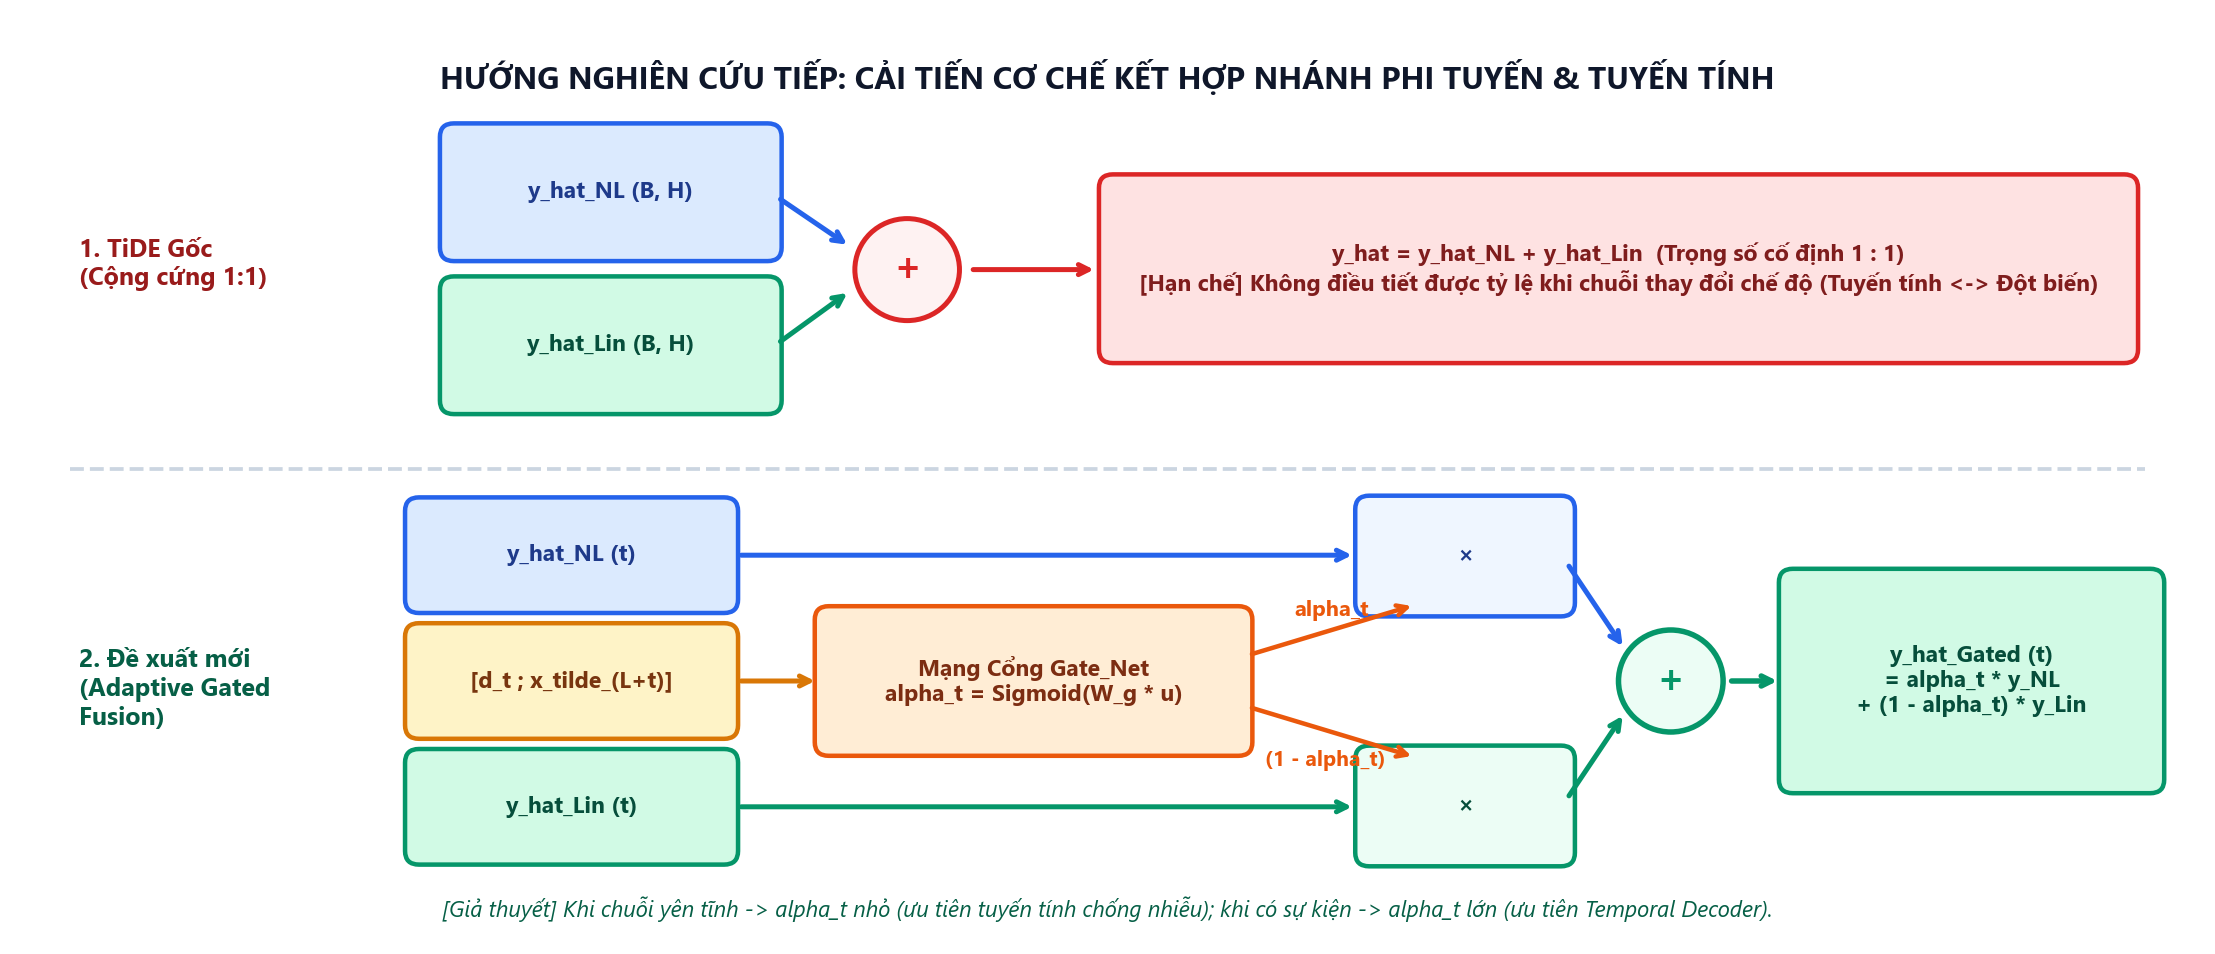 HƯỚNG NGHIÊN CỨU TIẾP: CẢI TIẾN CƠ CHẾ KẾT HỢP NHÁNH PHI TUYẾN & TUYẾN TÍNH
1. TiDE Gốc
(Cộng cứng 1:1)
y_hat_NL (B, H)
y_hat_Lin (B, H)
+
y_hat = y_hat_NL + y_hat_Lin  (Trọng số cố định 1 : 1)
[Hạn chế] Không điều tiết được tỷ lệ khi chuỗi thay đổi chế độ (Tuyến tính <-> Đột biến)
2. Đề xuất mới
(Adaptive Gated
Fusion)
y_hat_NL (t)
[d_t ; x_tilde_(L+t)]
y_hat_Lin (t)
Mạng Cổng Gate_Net
alpha_t = Sigmoid(W_g * u)
alpha_t
(1 - alpha_t)
×
×
+
y_hat_Gated (t)
= alpha_t * y_NL
+ (1 - alpha_t) * y_Lin
[Giả thuyết] Khi chuỗi yên tĩnh -> alpha_t nhỏ (ưu tiên tuyến tính chống nhiễu); khi có sự kiện -> alpha_t lớn (ưu tiên Temporal Decoder).